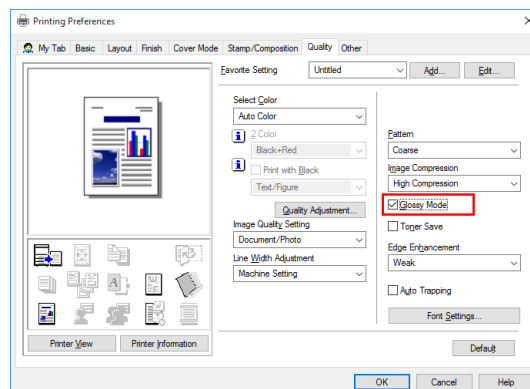 Printing Preferences
My Tab Basic Layout Finish Cover Mode Stamp/Composition Quality Other
Favorite Setting Untitled Add... Edit...
Select Color
Auto Color
2 Color
Black+Red
Print with Black
Text/Figure
Quality Adjustment...
Image Quality Setting
Document/Photo
Line Width Adjustment
Machine Setting
Pattern
Coarse
Image Compression
High Compression
Glossy Mode
Toner Save
Edge Enhancement
Weak
Auto Trapping
Font Settings...
Printer View Printer Information
Default
OK Cancel Help